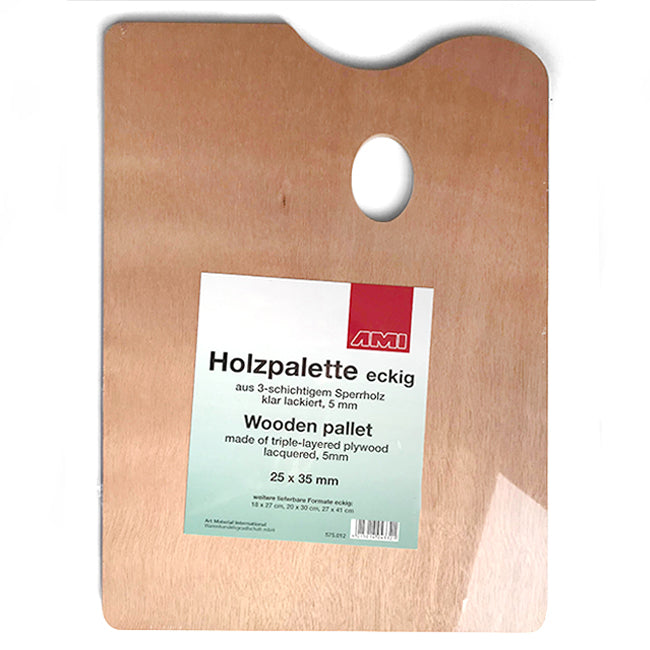 AMI
Holzpalette eckig
aus 3-schichtigem Sperrholz
klar lackiert, 5 mm
Wooden pallet
made of triple-layered plywood
lacquered, 5mm
25 x 35 mm
weitere lieferbare Formate eckig:
18 x 27 cm, 20 x 30 cm, 27 x 41 cm
Art Material International
Warenhandelsgesellschaft mbH
575.012